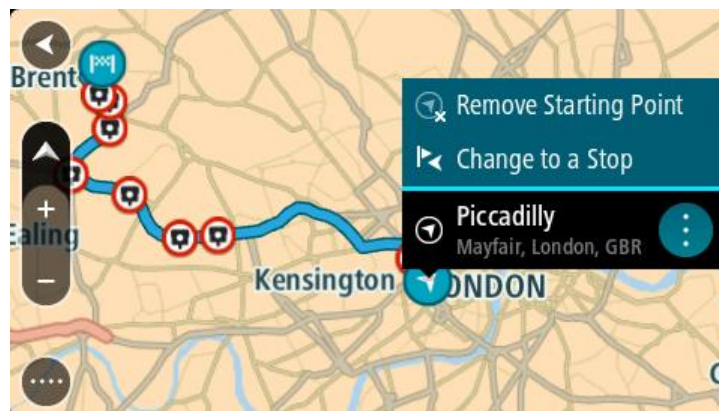 Brent
Remove Starting Point
Change to a Stop
Piccadilly
Mayfair, London, GBR
Ealing
Kensington
ONDON